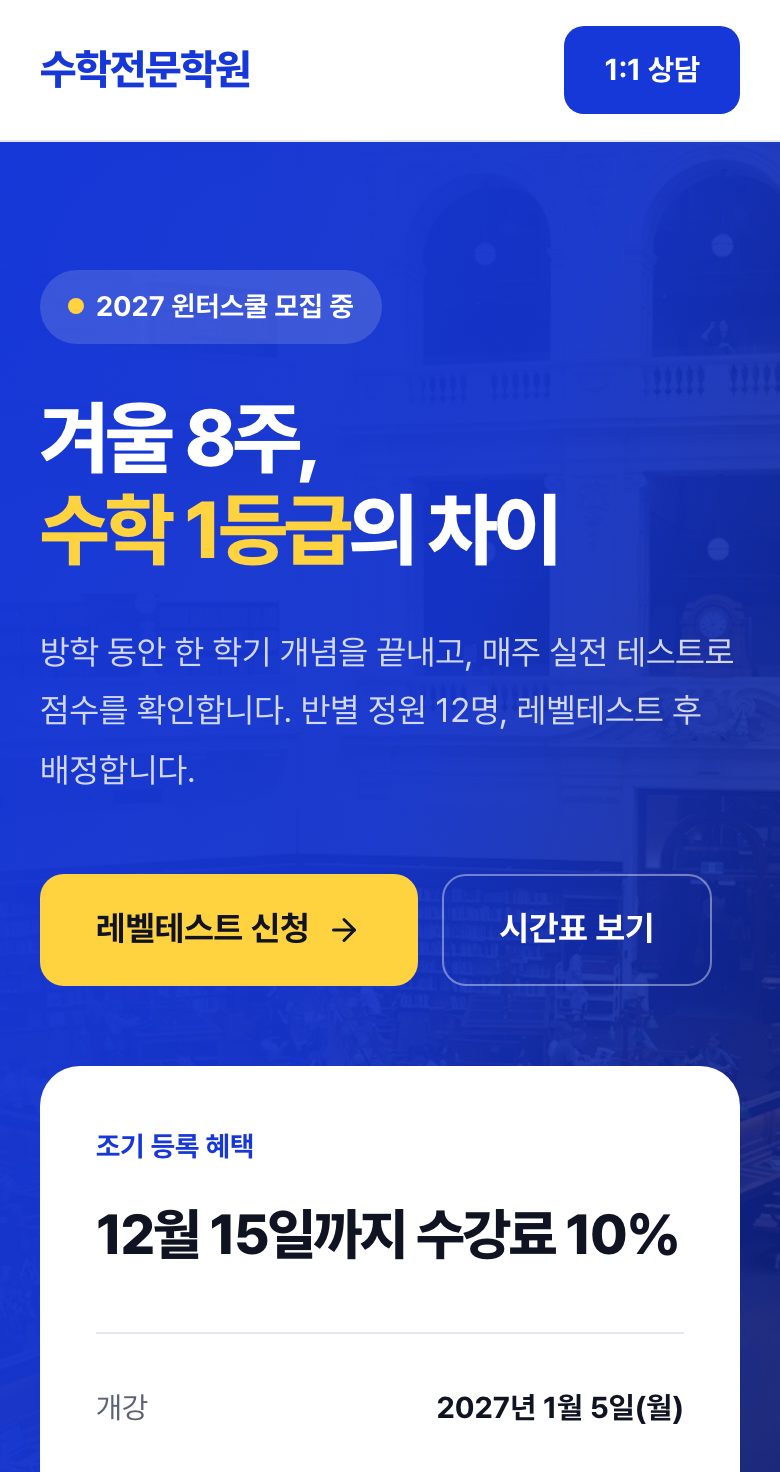 수학전문학원
1:1 상담
2027 윈터스쿨 모집 중
겨울 8주,
수학 1등급의 차이
방학 동안 한 학기 개념을 끝내고, 매주 실전 테스트로
점수를 확인합니다. 반별 정원 12명, 레벨테스트 후
배정합니다.
레벨테스트 신청 →
시간표 보기
조기 등록 혜택
12월 15일까지 수강료 10%
개강
2027년 1월 5일(월)